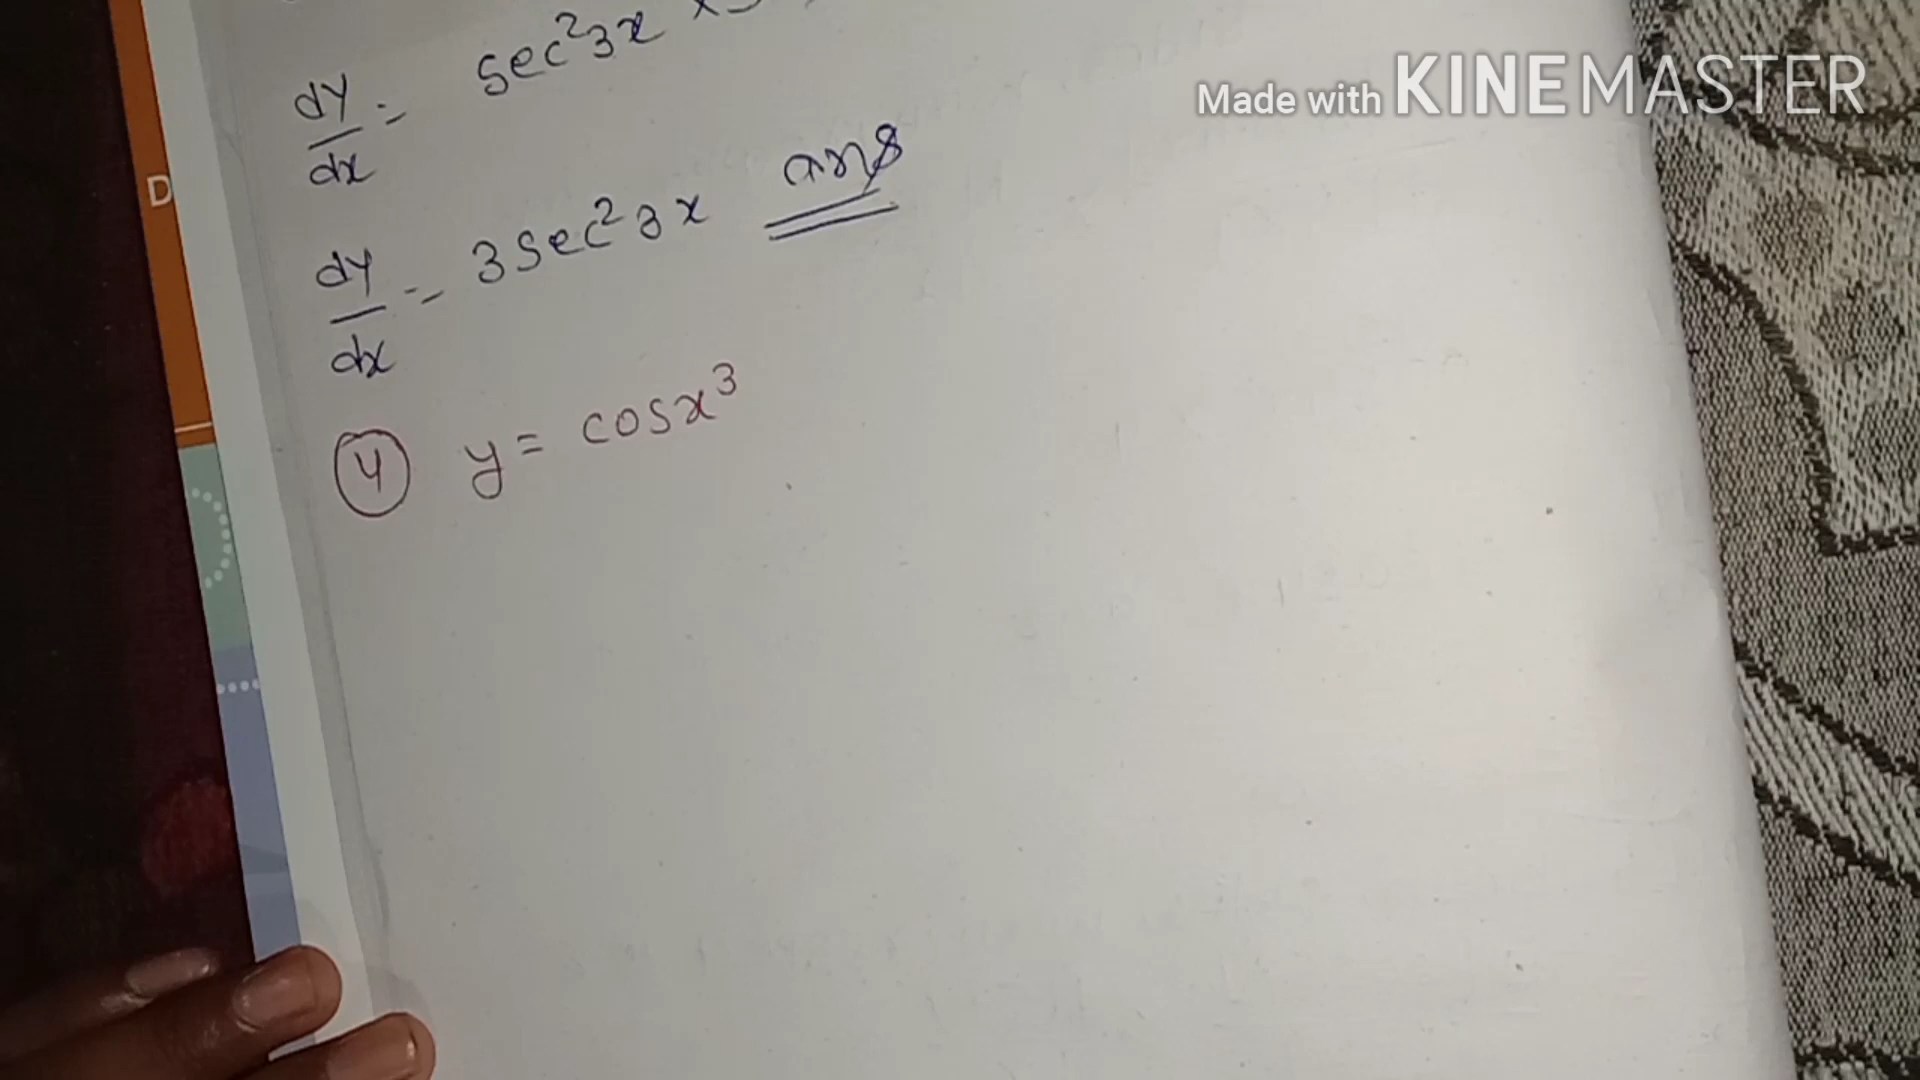 Made with KINEMASTER
dy/dx = sec²3x ×
D
dy/dx = 3sec²3x ans
④ y = cosx³